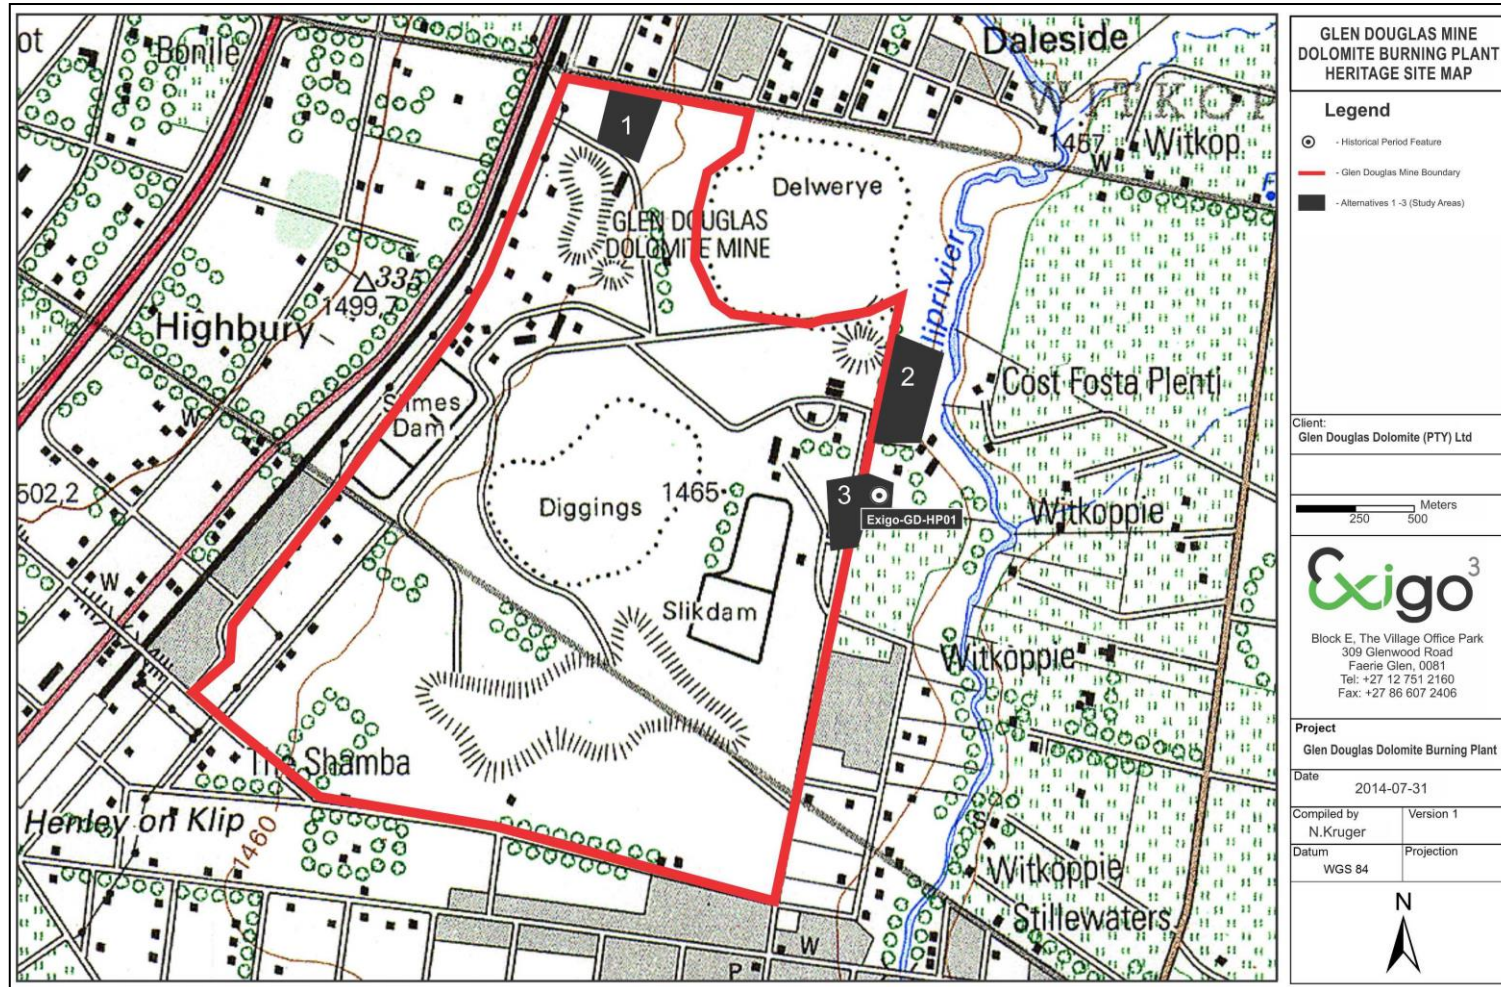 ot
Bonile
Daleside
WITKOP
1457
W
Witkop
F
1
Delwerye
GLEN DOUGLAS
DOLOMITE MINE
335
1499,7
Highbury
liprivier
2
Cost Fosta Plenti
W
Slimes
Dam
502,2
Diggings
1465
3
Exigo-GD-HP01
Witkoppie
W
Slikdam
Witkoppie
The Shamba
Henley on Klip
1460
S
Witkoppie
Stillewaters
W
P
GLEN DOUGLAS MINE
DOLOMITE BURNING PLANT
HERITAGE SITE MAP
Legend
- Historical Period Feature
- Glen Douglas Mine Boundary
- Alternatives 1 -3 (Study Areas)
Client:
Glen Douglas Dolomite (PTY) Ltd
Meters
250 500
Exigo3
Block E, The Village Office Park
309 Glenwood Road
Faerie Glen, 0081
Tel: +27 12 751 2160
Fax: +27 86 607 2406
Project
Glen Douglas Dolomite Burning Plant
Date
2014-07-31
Compiled by
N.Kruger
Version 1
Datum
WGS 84
Projection
N